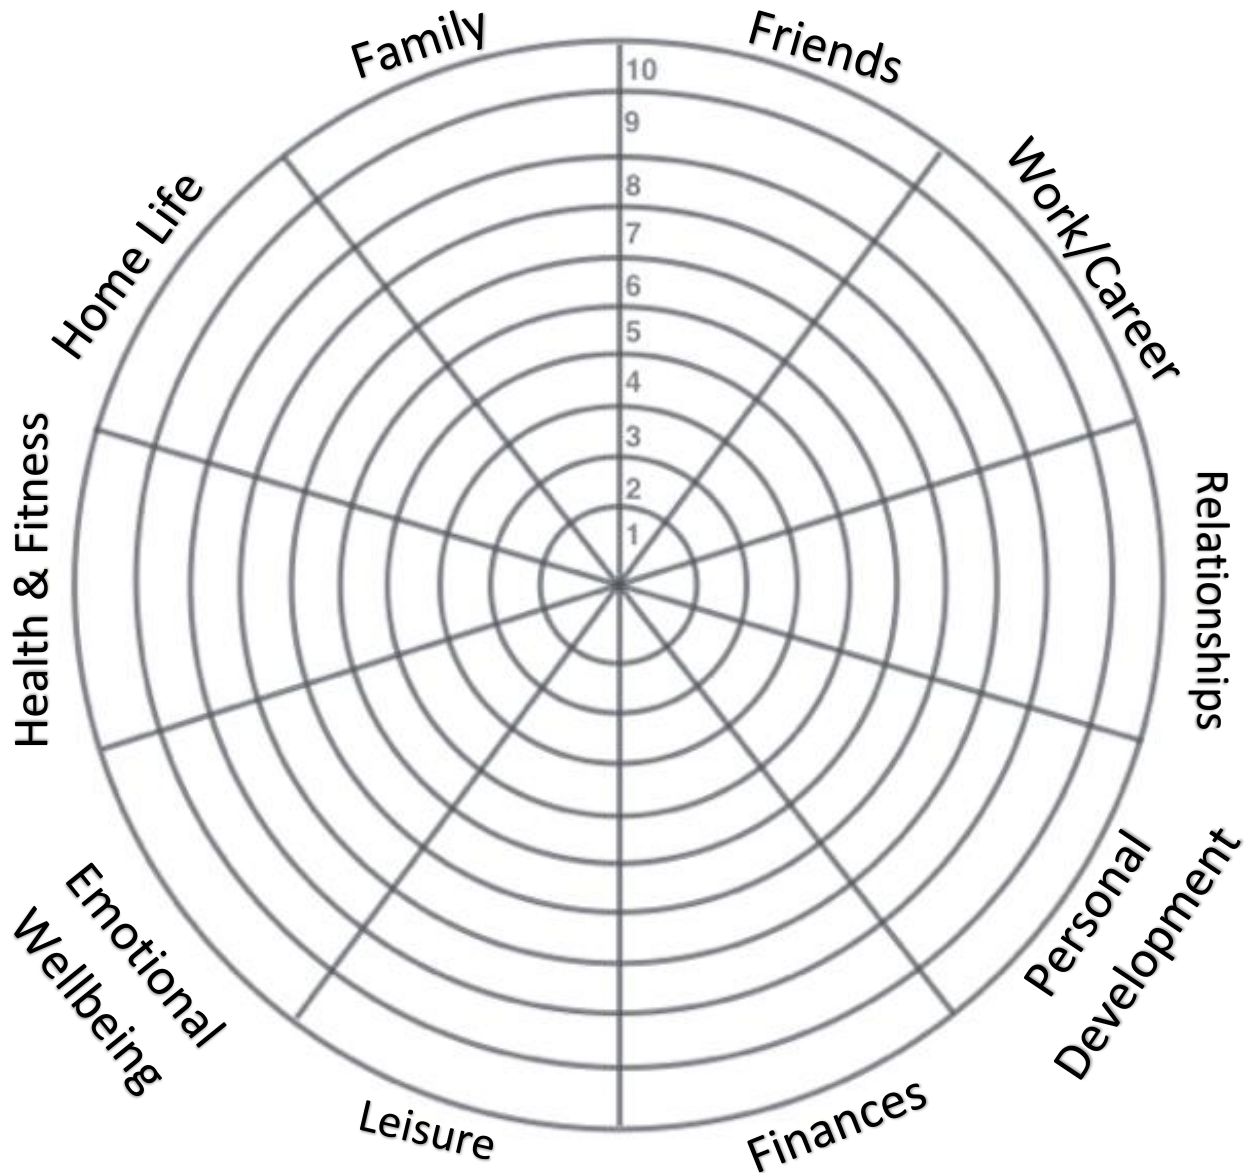 Family
Friends
Work/Career
Relationships
Personal
Development
Finances
Leisure
Emotional
Wellbeing
Health & Fitness
Home Life
10
9
8
7
6
5
4
3
2
1